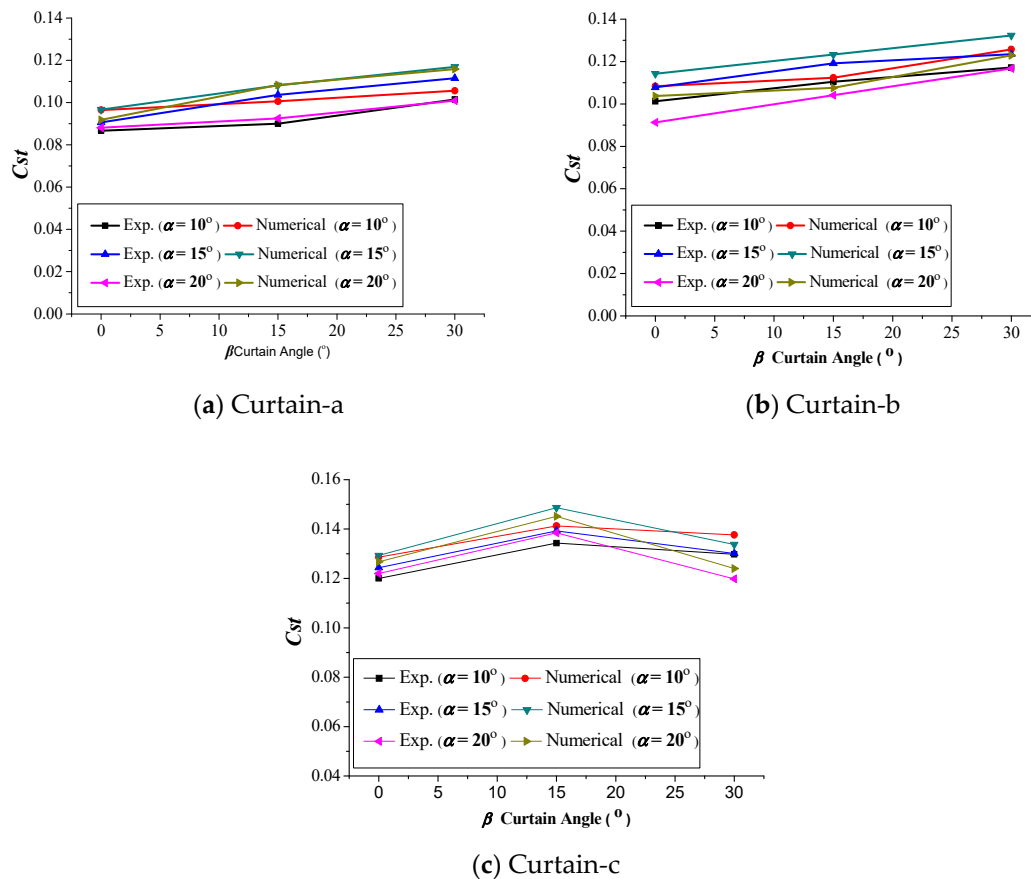 0.14
0.12
0.10
0.08
0.06
0.04
0.02
0.00
Cst
Exp. (α = 10°) Numerical (α = 10°)
Exp. (α = 15°) Numerical (α = 15°)
Exp. (α = 20°) Numerical (α = 20°)
0 5 10 15 20 25 30
βCurtain Angle (°)
(a) Curtain-a
0.14
0.12
0.10
0.08
0.06
0.04
0.02
0.00
Cst
Exp. (α = 10°) Numerical (α = 10°)
Exp. (α = 15°) Numerical (α = 15°)
Exp. (α = 20°) Numerical (α = 20°)
0 5 10 15 20 25 30
β Curtain Angle (°)
(b) Curtain-b
0.16
0.14
0.12
0.10
0.08
0.06
0.04
Cst
Exp. (α = 10°) Numerical (α = 10°)
Exp. (α = 15°) Numerical (α = 15°)
Exp. (α = 20°) Numerical (α = 20°)
0 5 10 15 20 25 30
β Curtain Angle (°)
(c) Curtain-c